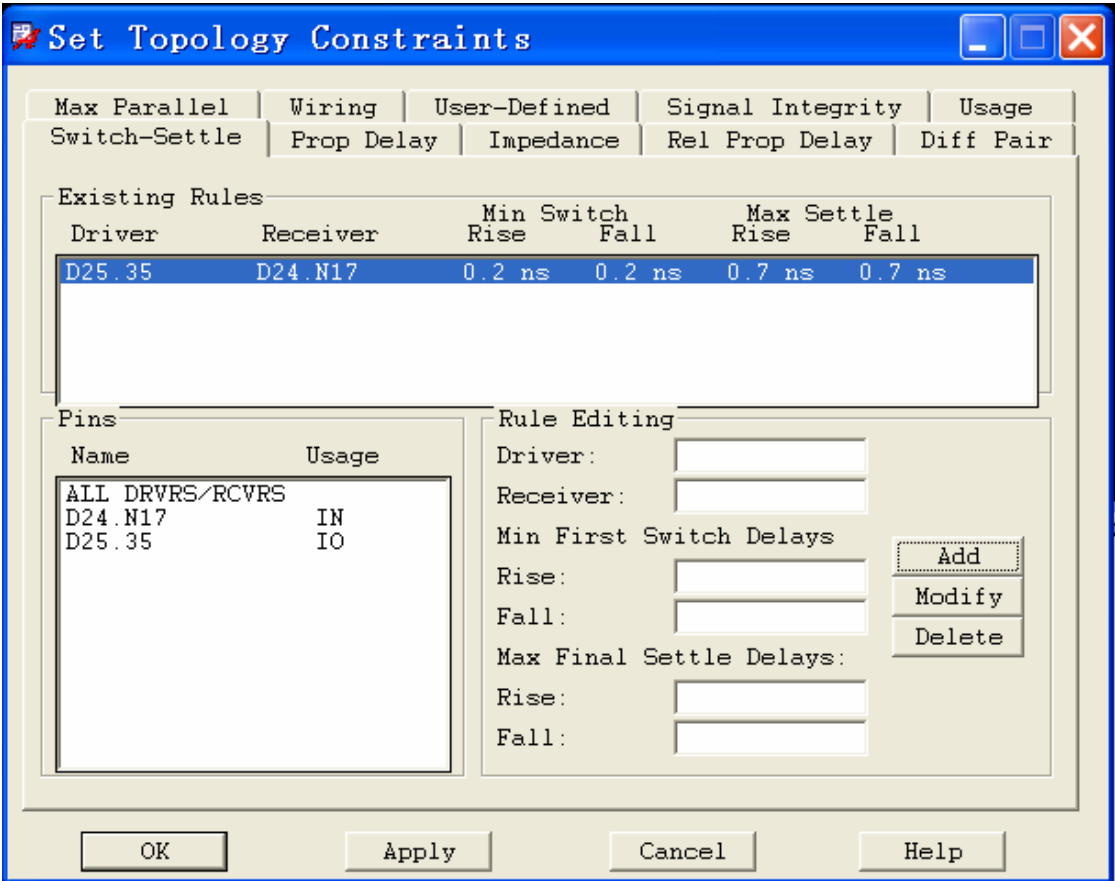 Set Topology Constraints
Max Parallel Wiring User-Defined Signal Integrity Usage
Switch-Settle Prop Delay Impedance Rel Prop Delay Diff Pair
Existing Rules
Min Switch Max Settle
Driver Receiver Rise Fall Rise Fall
D25.35 D24.N17 0.2 ns 0.2 ns 0.7 ns 0.7 ns
Pins
Name Usage
ALL DRVRS/RCVRS
D24.N17 IN
D25.35 IO
Rule Editing
Driver:
Receiver:
Min First Switch Delays
Rise:
Fall:
Max Final Settle Delays:
Rise:
Fall:
Add
Modify
Delete
OK Apply Cancel Help